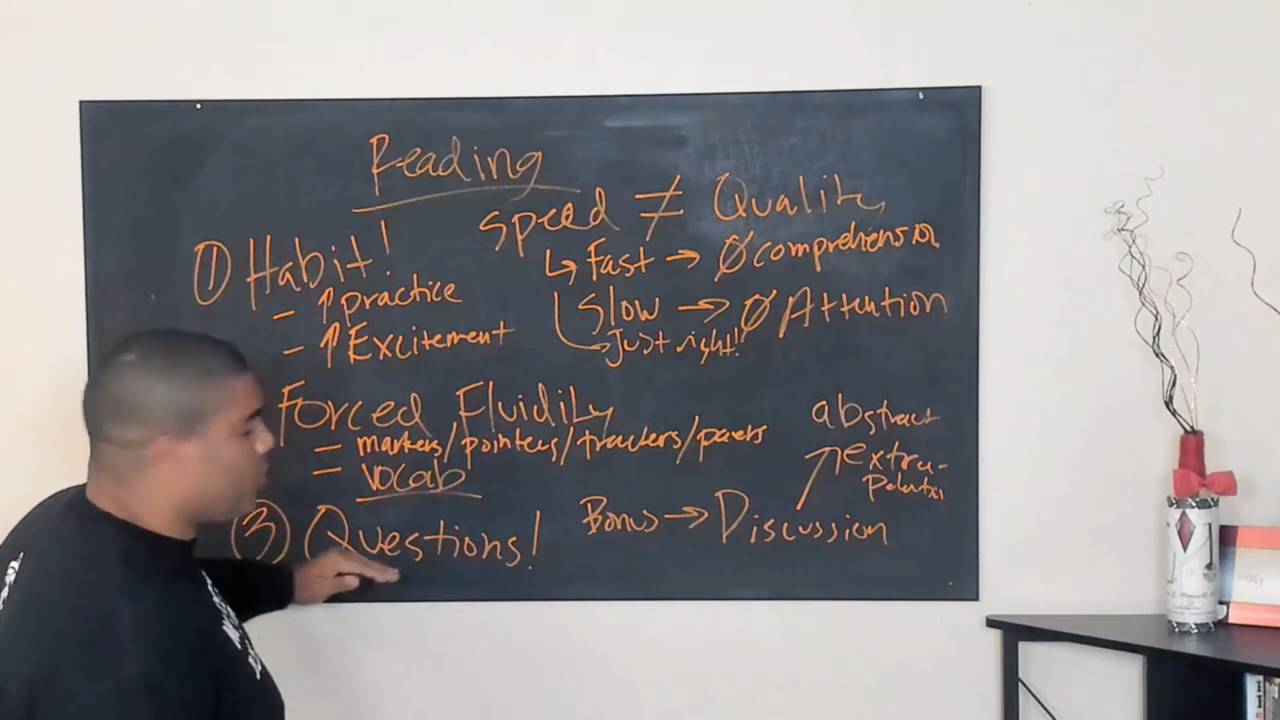 Reading
speed ≠ Quality
↳ Fast → Ø comprehension
Slow → Ø Attention
Just right!
① Habit!
- ↑ practice
- ↑ Excitement
Forced Fluidity
- markers/pointers/trackers/pacers
- vocab
③ Questions!
Bonus → Discussion
↗ extra-
polation
abstract